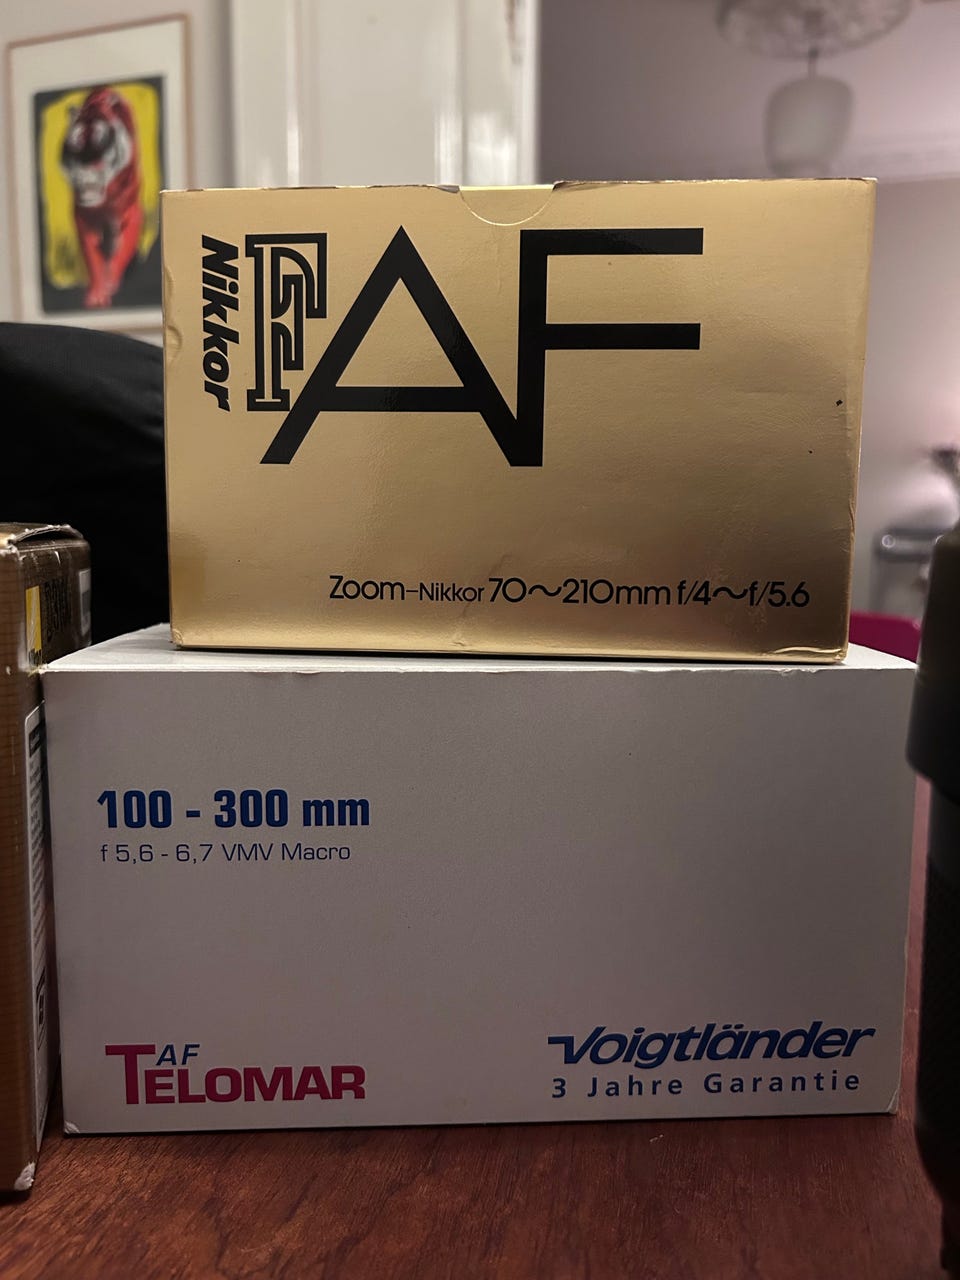 Nikkor
AF
Zoom-Nikkor 70～210mm f/4～f/5.6
100 - 300 mm
f 5,6 - 6,7 VMV Macro
AF
TELOMAR
Voigtländer
3 Jahre Garantie